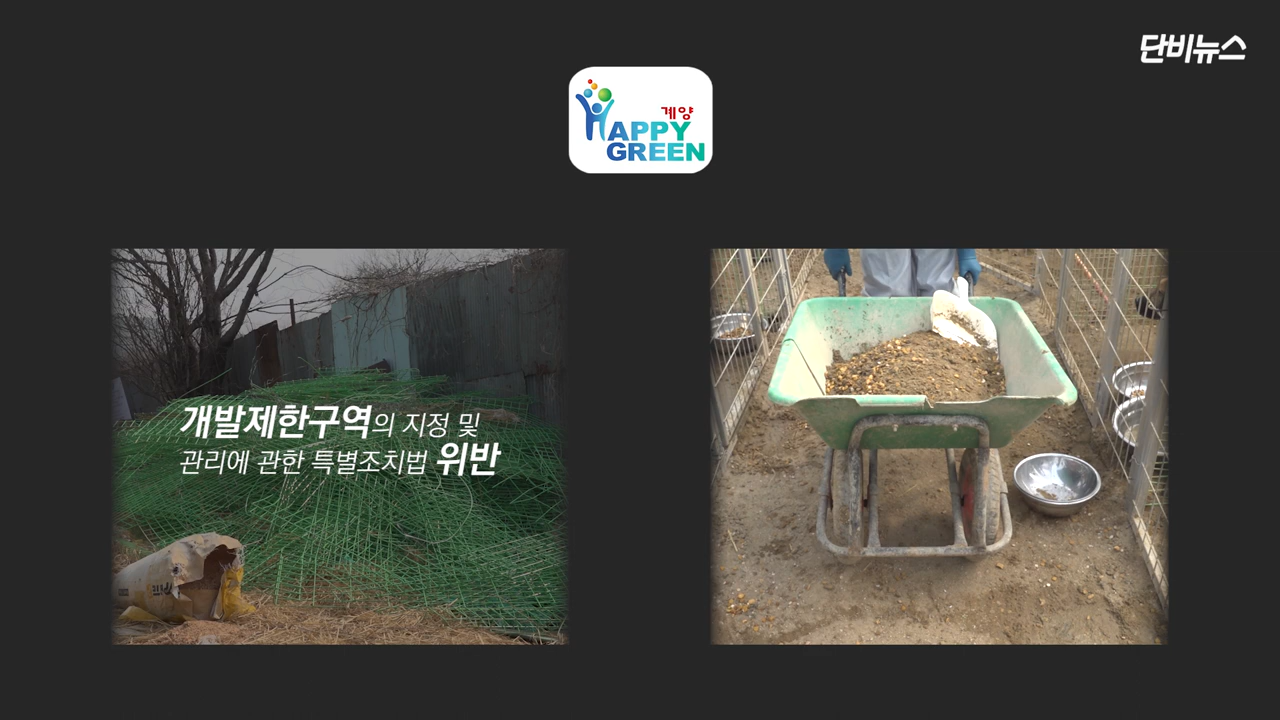 단비뉴스
계양
HAPPY
GREEN
개발제한구역의 지정 및
관리에 관한 특별조치법 위반